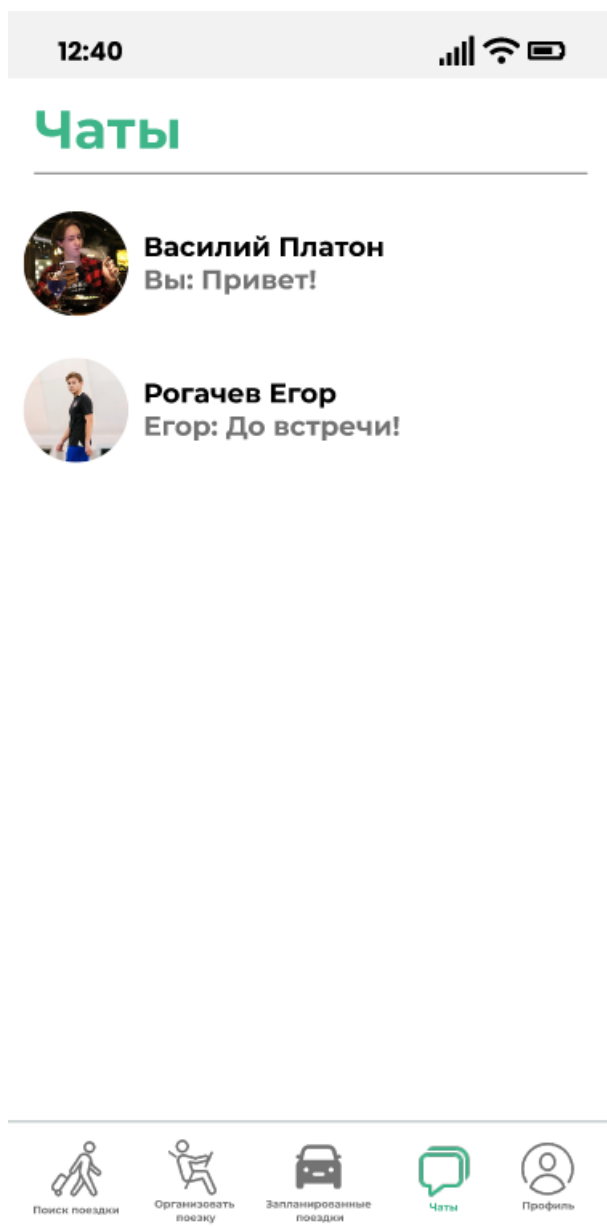 12:40
Чаты
Василий Платон
Вы: Привет!
Рогачев Егор
Егор: До встречи!
Поиск поездки
Организовать
поезку
Запланированные
поездки
Чаты
Профиль